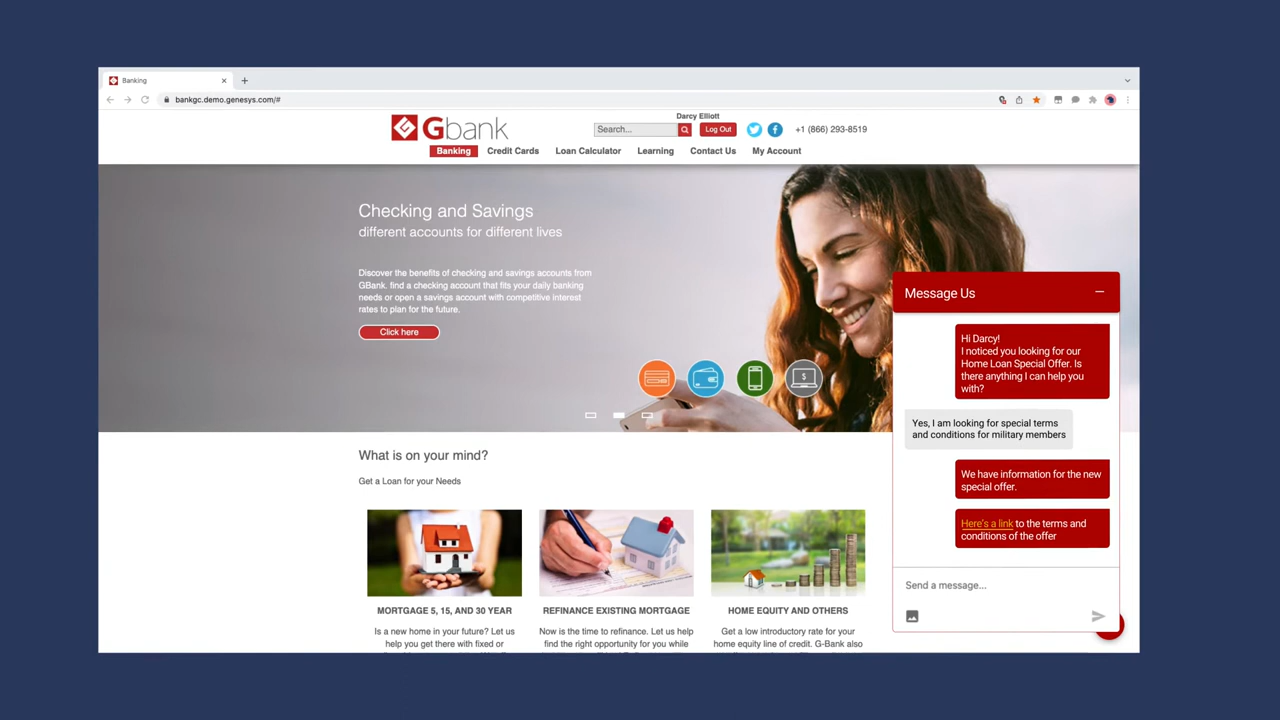 Banking
bankgc.demo.genesys.com/#
Darcy Elliott
Gbank
Search...
Log Out
+1 (866) 293-8519
Banking
Credit Cards
Loan Calculator
Learning
Contact Us
My Account
Checking and Savings
different accounts for different lives
Discover the benefits of checking and savings accounts from
GBank. find a checking account that fits your daily banking
needs or open a savings account with competitive interest
rates to plan for the future.
Click here
$
What is on your mind?
Get a Loan for your Needs
MORTGAGE 5, 15, AND 30 YEAR
Is a new home in your future? Let us
help you get there with fixed or
REFINANCE EXISTING MORTGAGE
Now is the time to refinance. Let us help
find the right opportunity for you while
HOME EQUITY AND OTHERS
Get a low introductory rate for your
home equity line of credit. G-Bank also
Message Us
Hi Darcy!
I noticed you looking for our
Home Loan Special Offer. Is
there anything I can help you
with?
Yes, I am looking for special terms
and conditions for military members
We have information for the new
special offer.
Here's a link to the terms and
conditions of the offer
Send a message...